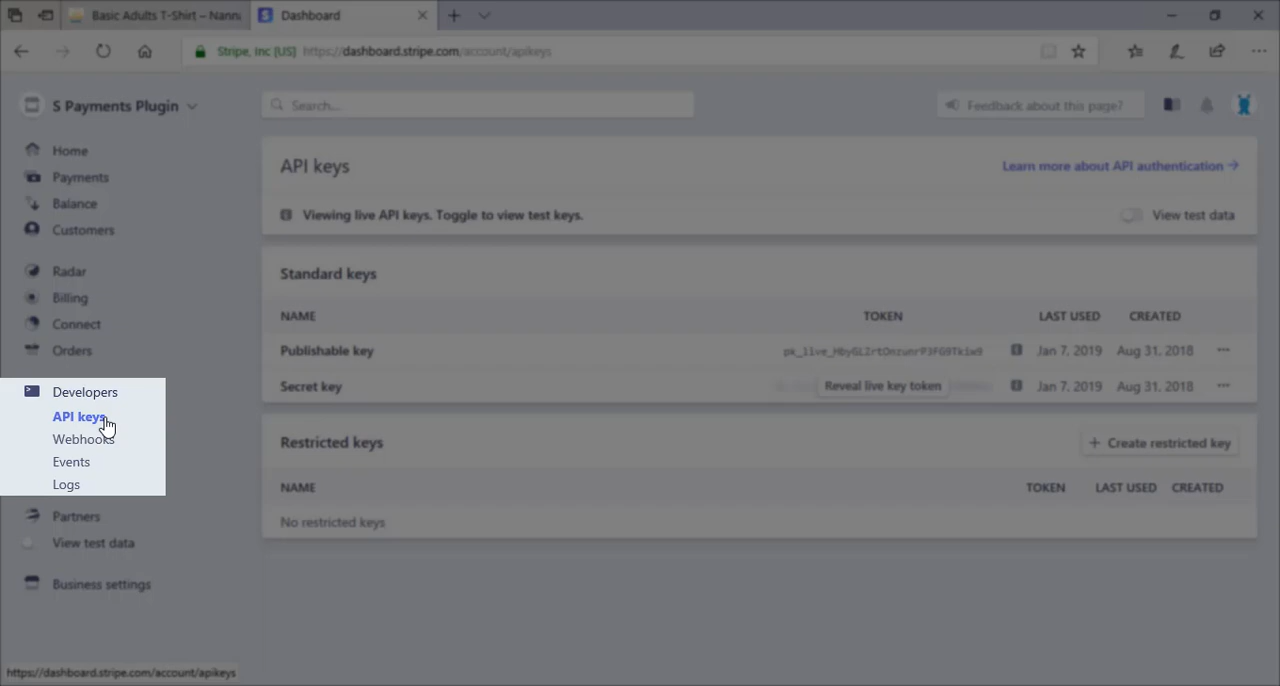 Basic Adults T-Shirt – Nanna
Dashboard
Stripe, Inc [US] https://dashboard.stripe.com/account/apikeys
S Payments Plugin
Search...
Feedback about this page?
Home
Payments
Balance
Customers
Radar
Billing
Connect
Orders
Developers
API keys
Webhooks
Events
Logs
Partners
View test data
Business settings
API keys
Learn more about API authentication
Viewing live API keys. Toggle to view test keys.
View test data
Standard keys
NAME TOKEN LAST USED CREATED
Publishable key Jan 7, 2019 Aug 31, 2018
Secret key Reveal live key token Jan 7, 2019 Aug 31, 2018
Restricted keys
+ Create restricted key
NAME TOKEN LAST USED CREATED
No restricted keys
https://dashboard.stripe.com/account/apikeys